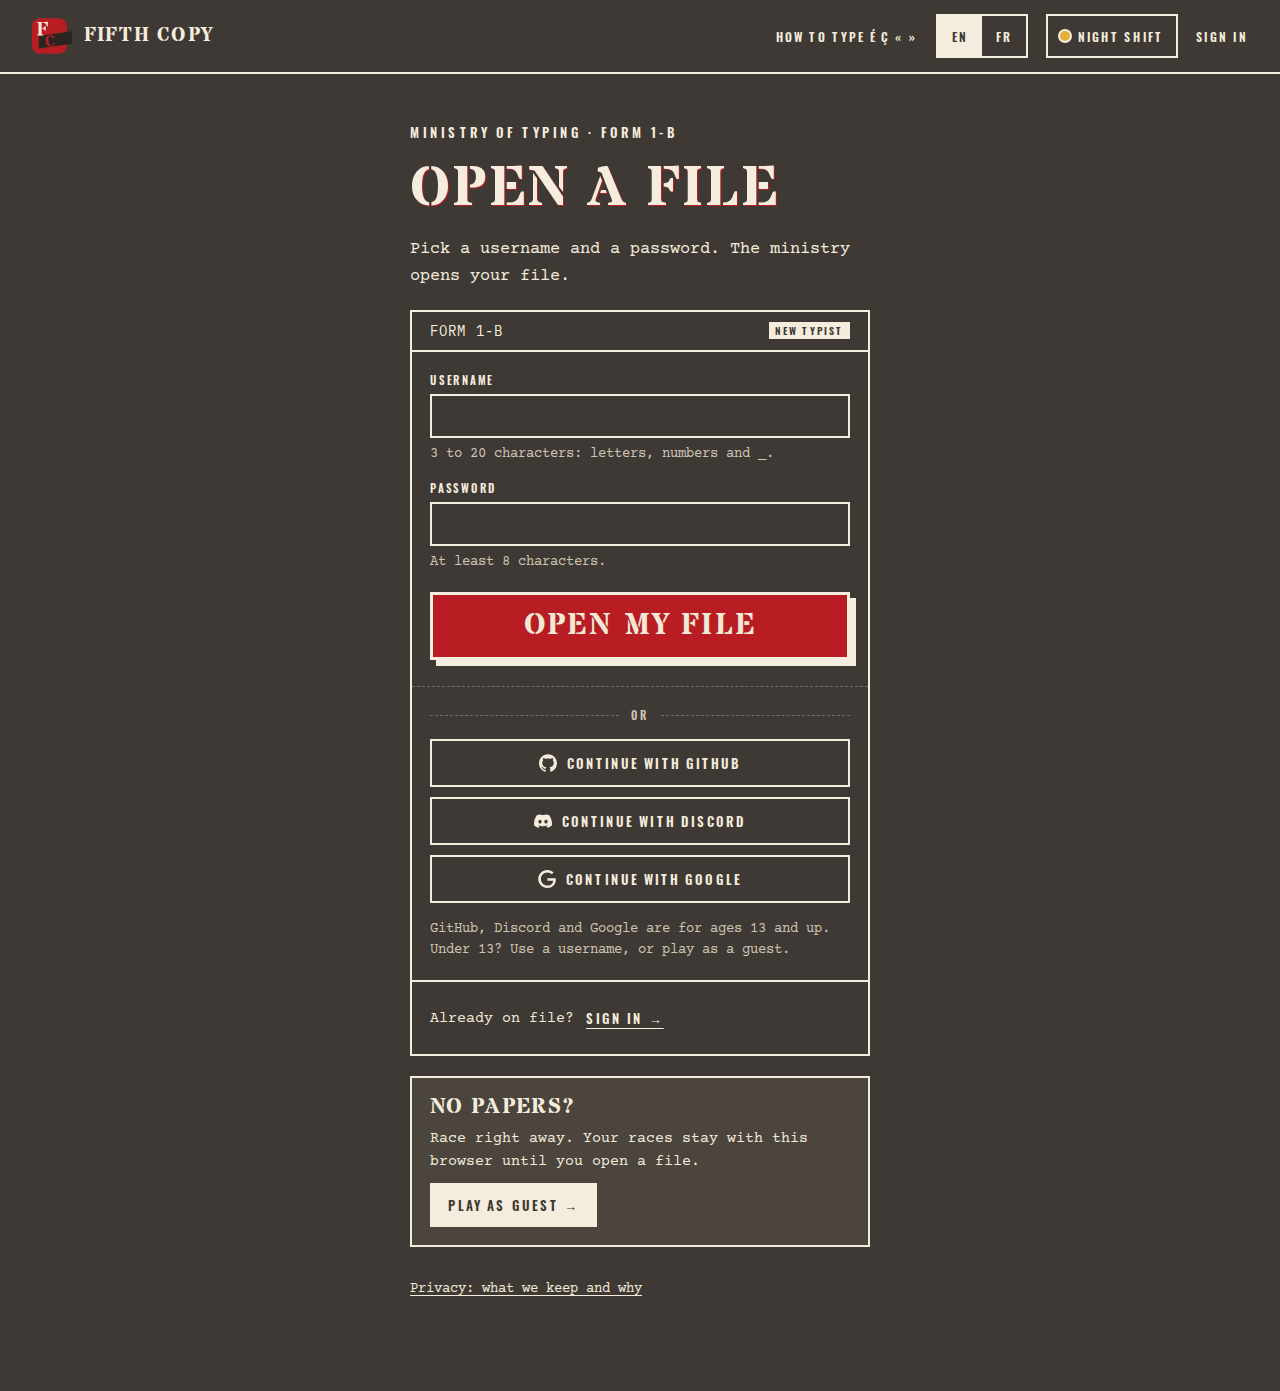 F
C
FIFTH COPY
HOW TO TYPE É Ç « »
EN
FR
NIGHT SHIFT
SIGN IN
MINISTRY OF TYPING · FORM 1-B
OPEN A FILE
Pick a username and a password. The ministry
opens your file.
FORM 1-B
NEW TYPIST
USERNAME
3 to 20 characters: letters, numbers and _.
PASSWORD
At least 8 characters.
OPEN MY FILE
OR
CONTINUE WITH GITHUB
CONTINUE WITH DISCORD
CONTINUE WITH GOOGLE
GitHub, Discord and Google are for ages 13 and up.
Under 13? Use a username, or play as a guest.
Already on file? SIGN IN →
NO PAPERS?
Race right away. Your races stay with this
browser until you open a file.
PLAY AS GUEST →
Privacy: what we keep and why